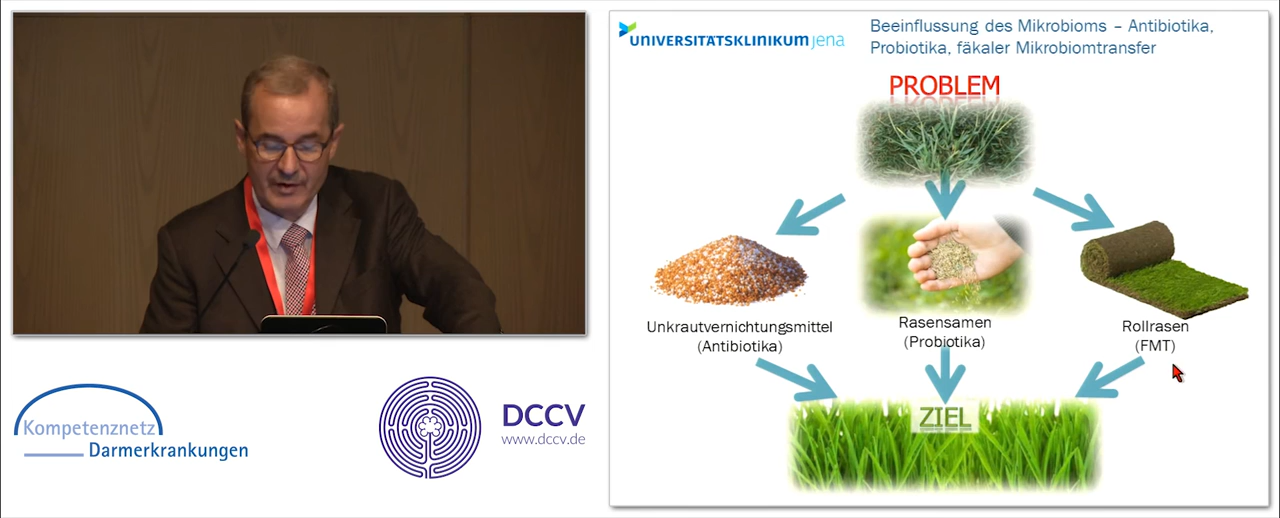 UNIVERSITÄTSKLINIKUM jena
Beeinflussung des Mikrobioms – Antibiotika,
Probiotika, fäkaler Mikrobiomtransfer
PROBLEM
Unkrautvernichtungsmittel
(Antibiotika)
Rasensamen
(Probiotika)
Rollrasen
(FMT)
ZIEL
Kompetenznetz
Darmerkrankungen
DCCV
www.dccv.de